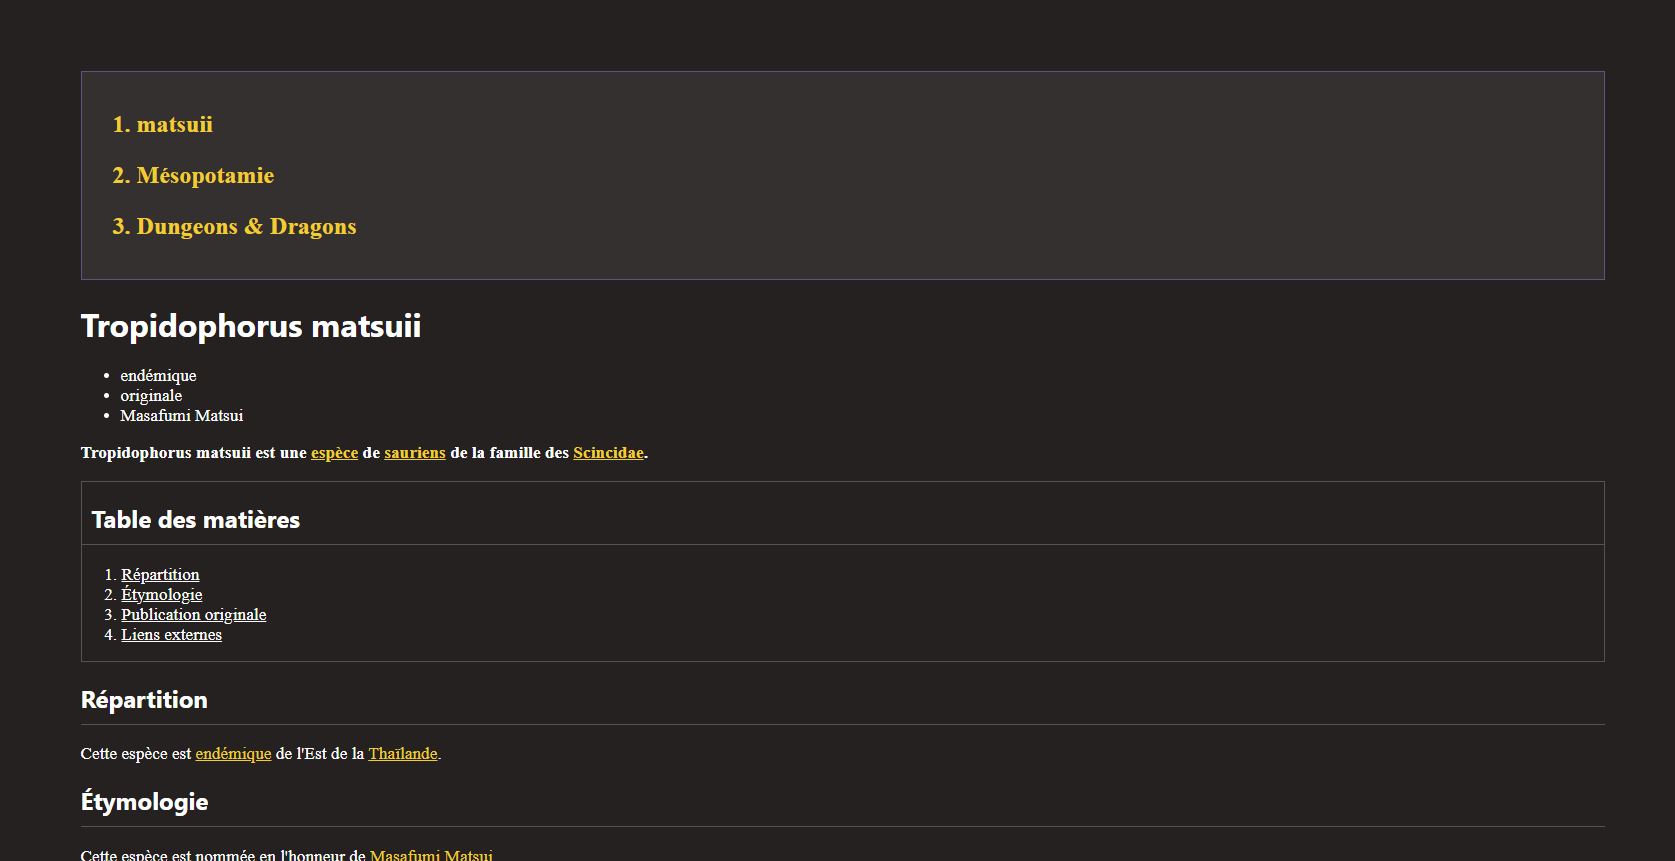 1. matsuii
2. Mésopotamie
3. Dungeons & Dragons
Tropidophorus matsuii
• endémique
• originale
• Masafumi Matsui
Tropidophorus matsuii est une espèce de sauriens de la famille des Scincidae.
Table des matières
1. Répartition
2. Étymologie
3. Publication originale
4. Liens externes
Répartition
Cette espèce est endémique de l'Est de la Thaïlande.
Étymologie
Cette espèce est nommée en l'honneur de Masafumi Matsui